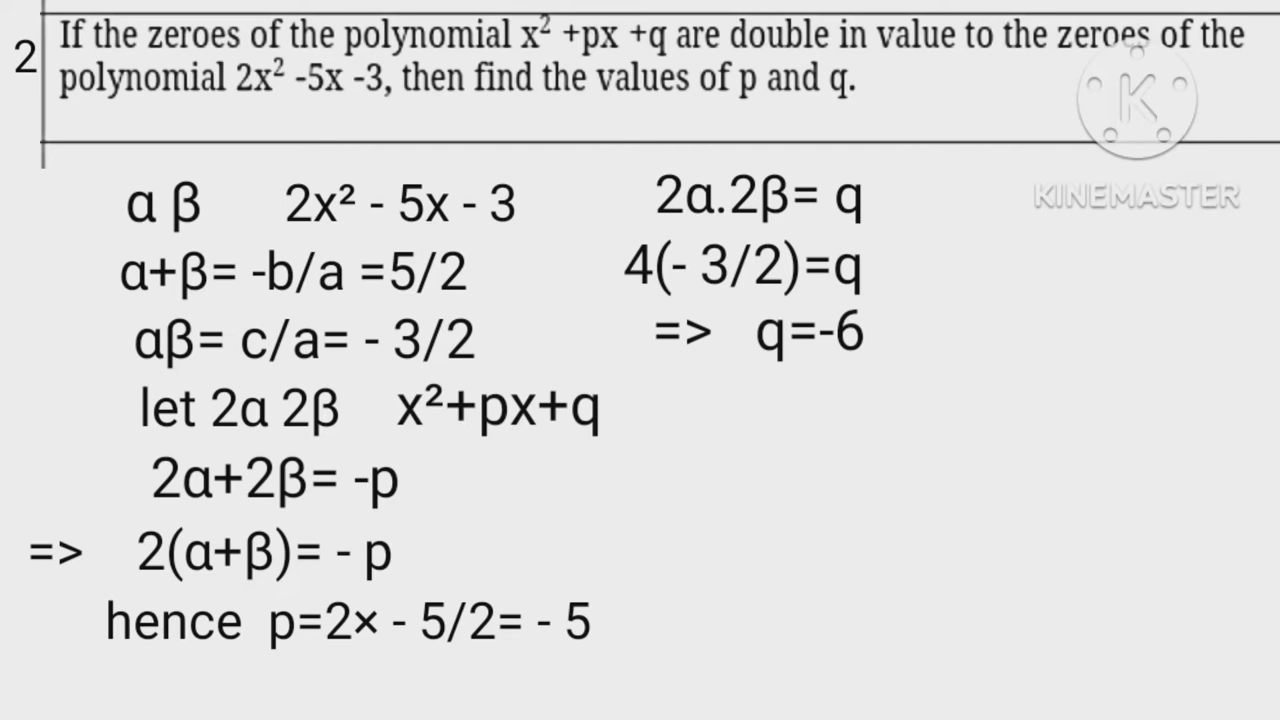 2
If the zeroes of the polynomial x² +px +q are double in value to the zeroes of the
polynomial 2x² -5x -3, then find the values of p and q.
K
KINEMASTER
α β 2x² - 5x - 3
α+β= -b/a =5/2
αβ= c/a= - 3/2
let 2α 2β x²+px+q
2α+2β= -p
=> 2(α+β)= - p
hence p=2× - 5/2= - 5
2α.2β= q
4(- 3/2)=q
=> q=-6